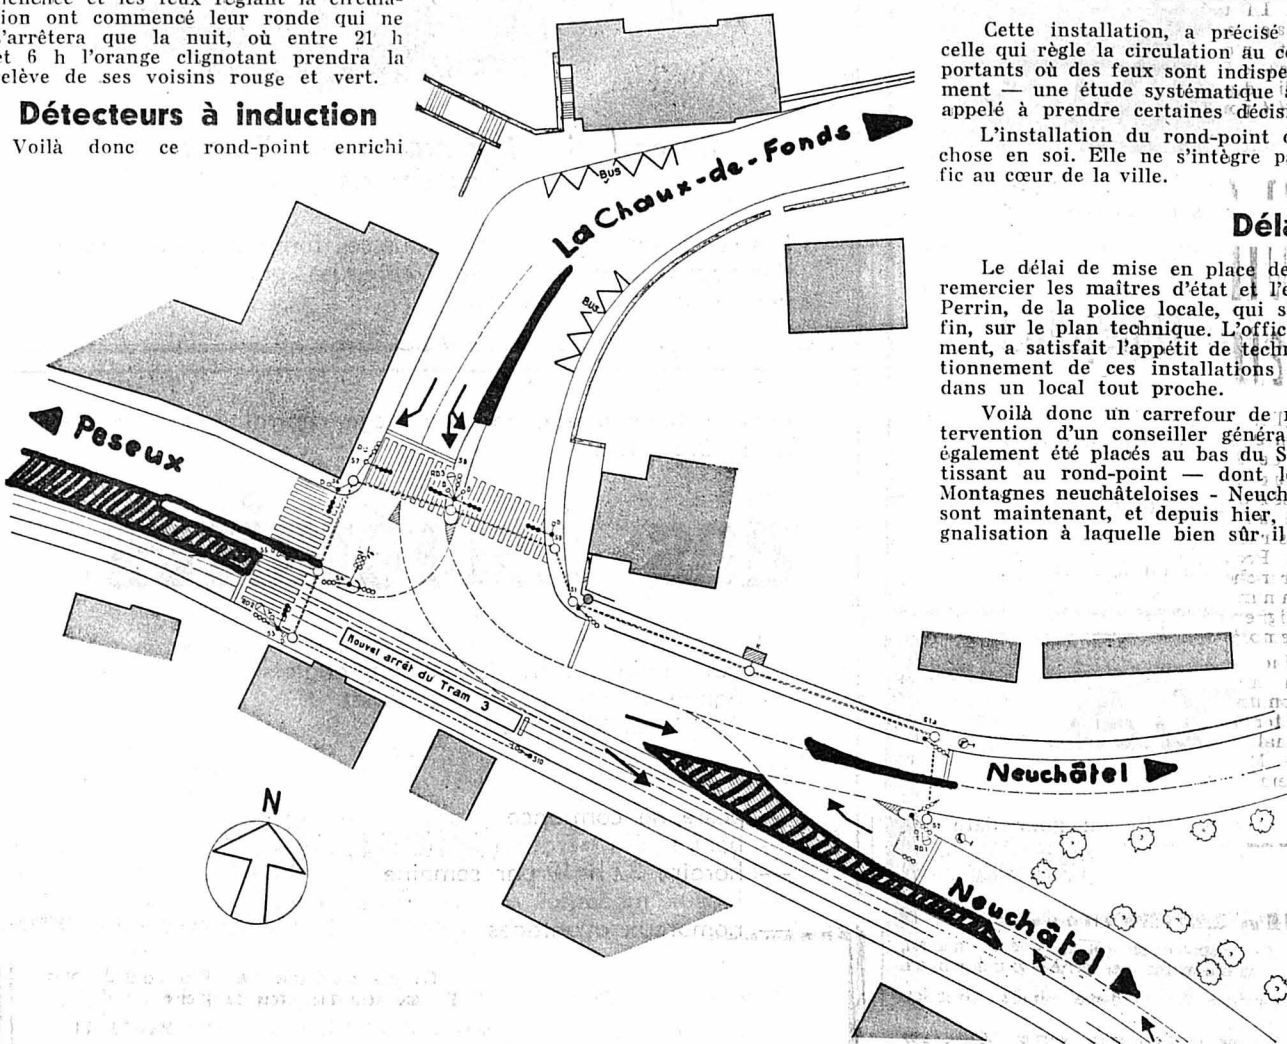 ion ont commencé leur ronde qui ne
'arrêtera que la nuit, où entre 21 h
et 6 h l'orange clignotant prendra la
elève de ses voisins rouge et vert.
Détecteurs à induction
Voilà donc ce rond-point enrichi
Cette installation, a précisé
celle qui règle la circulation au c
portants où des feux sont indispe
ment — une étude systématique
appelé à prendre certaines décis
L'installation du rond-point
chose en soi. Elle ne s'intègre p
fic au cœur de la ville.
Déla
Le délai de mise en place de
remercier les maîtres d'état et l'e
Perrin, de la police locale, qui s
fin, sur le plan technique. L'offic
ment, a satisfait l'appétit de techn
tionnement de ces installations
dans un local tout proche.
Voilà donc un carrefour de
tervention d'un conseiller généra
également été placés au bas du S
tissant au rond-point — dont le
Montagnes neuchâteloises - Neuch
sont maintenant, et depuis hier,
gnalisation à laquelle bien sûr il
La Chaux-de-Fonds
Bus
Bus
Peseux
Nouvel arrêt du Tram 3
Neuchâtel
Neuchâtel
N